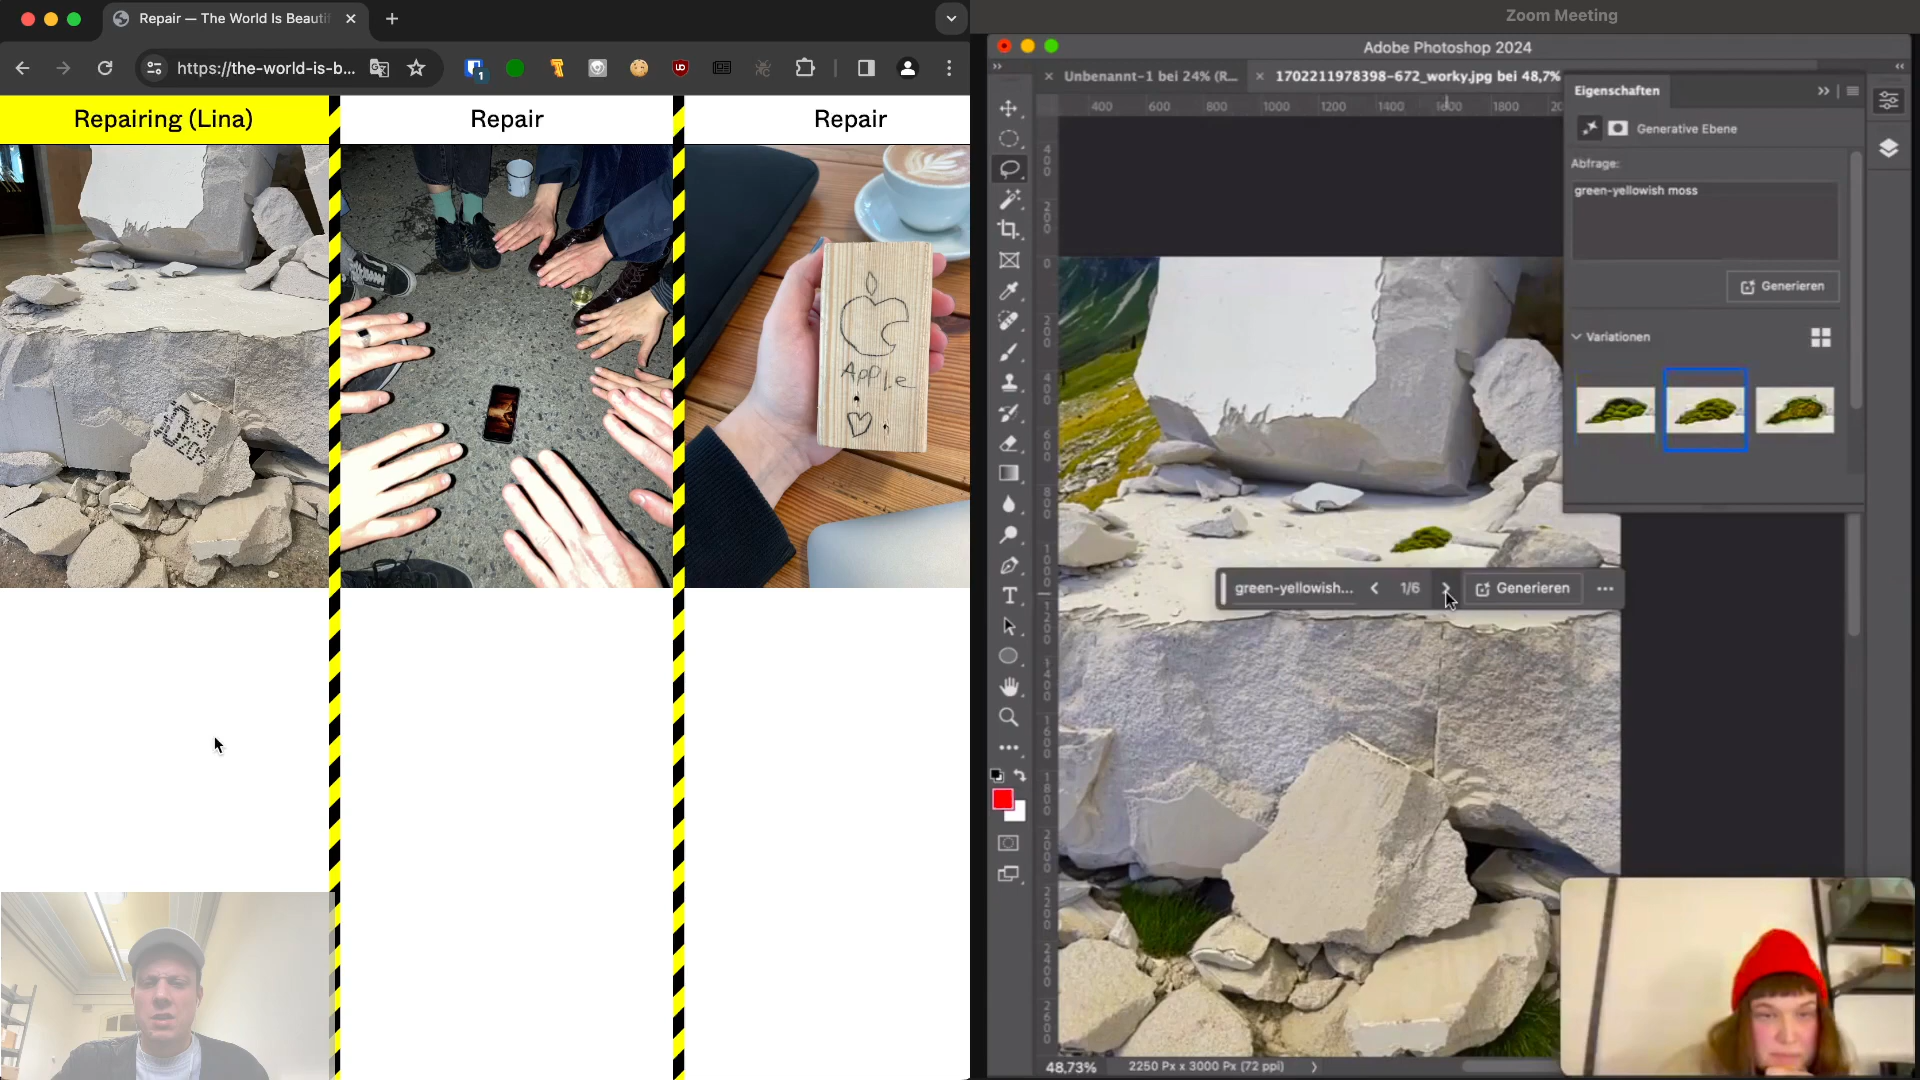 Repair — The World Is Beautif
https://the-world-is-b...
1
UD
Repairing (Lina)
Repair
Repair
Apple
Zoom Meeting
Adobe Photoshop 2024
Unbenannt-1 bei 24% (R...
1702211978398-672_worky.jpg bei 48,7%
400 600 800 1000 1200 1400 1600 1800
Eigenschaften
Generative Ebene
Abfrage:
green-yellowish moss
Generieren
Variationen
green-yellowish...
1/6
Generieren
48,73%
2250 Px x 3000 Px (72 ppi)